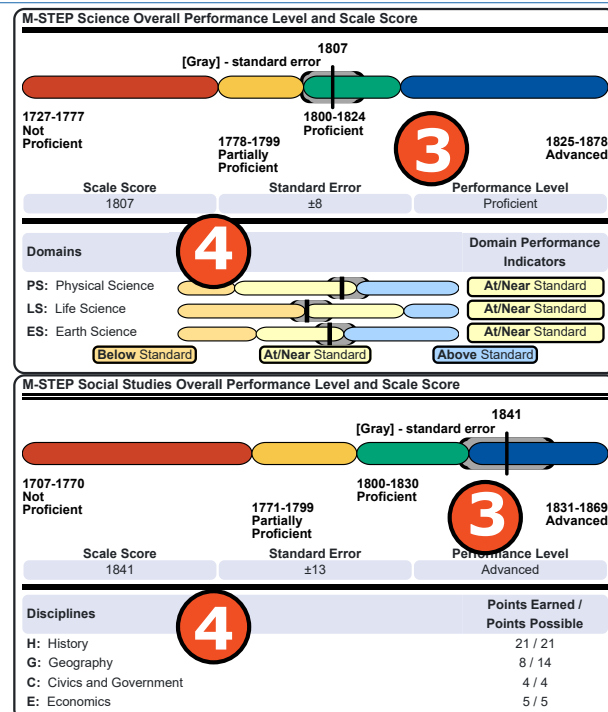 M-STEP Science Overall Performance Level and Scale Score
1807
[Gray] - standard error
1727-1777
Not
Proficient
1778-1799
Partially
Proficient
1800-1824
Proficient
1825-1878
Advanced
3
Scale Score Standard Error Performance Level
1807 ±8 Proficient
4
Domains Domain Performance
Indicators
PS: Physical Science At/Near Standard
LS: Life Science At/Near Standard
ES: Earth Science At/Near Standard
Below Standard At/Near Standard Above Standard
M-STEP Social Studies Overall Performance Level and Scale Score
1841
[Gray] - standard error
1707-1770
Not
Proficient
1771-1799
Partially
Proficient
1800-1830
Proficient
1831-1869
Advanced
3
Scale Score Standard Error Performance Level
1841 ±13 Advanced
4
Disciplines Points Earned /
Points Possible
H: History 21 / 21
G: Geography 8 / 14
C: Civics and Government 4 / 4
E: Economics 5 / 5